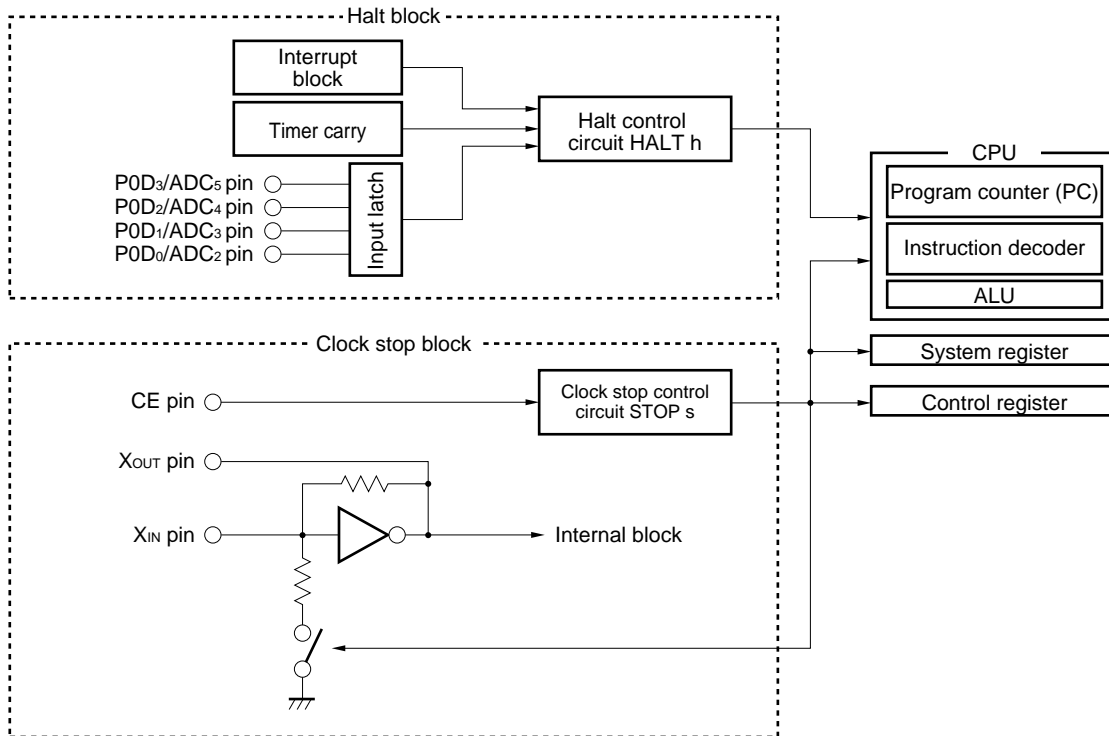 Halt block
Interrupt
block
Timer carry
Halt control
circuit HALT h
P0D3/ADC5 pin
P0D2/ADC4 pin
P0D1/ADC3 pin
P0D0/ADC2 pin
Input latch
CPU
Program counter (PC)
Instruction decoder
ALU
System register
Control register
Clock stop block
CE pin
Clock stop control
circuit STOP s
XOUT pin
XIN pin
Internal block